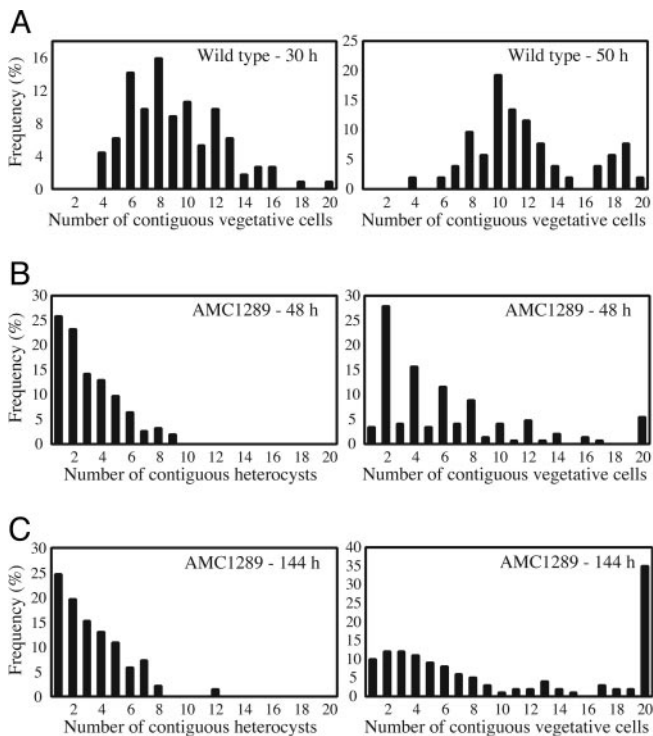 A
Wild type - 30 h
Frequency (%)
16
12
8
4
0
2 4 6 8 10 12 14 16 18 20
Number of contiguous vegetative cells
Wild type - 50 h
25
20
15
10
5
0
2 4 6 8 10 12 14 16 18 20
Number of contiguous vegetative cells
B
AMC1289 - 48 h
Frequency (%)
30
25
20
15
10
5
0
2 4 6 8 10 12 14 16 18 20
Number of contiguous heterocysts
AMC1289 - 48 h
30
25
20
15
10
5
0
2 4 6 8 10 12 14 16 18 20
Number of contiguous vegetative cells
C
AMC1289 - 144 h
Frequency (%)
30
25
20
15
10
5
0
2 4 6 8 10 12 14 16 18 20
Number of contiguous heterocysts
AMC1289 - 144 h
40
35
30
25
20
15
10
5
0
2 4 6 8 10 12 14 16 18 20
Number of contiguous vegetative cells